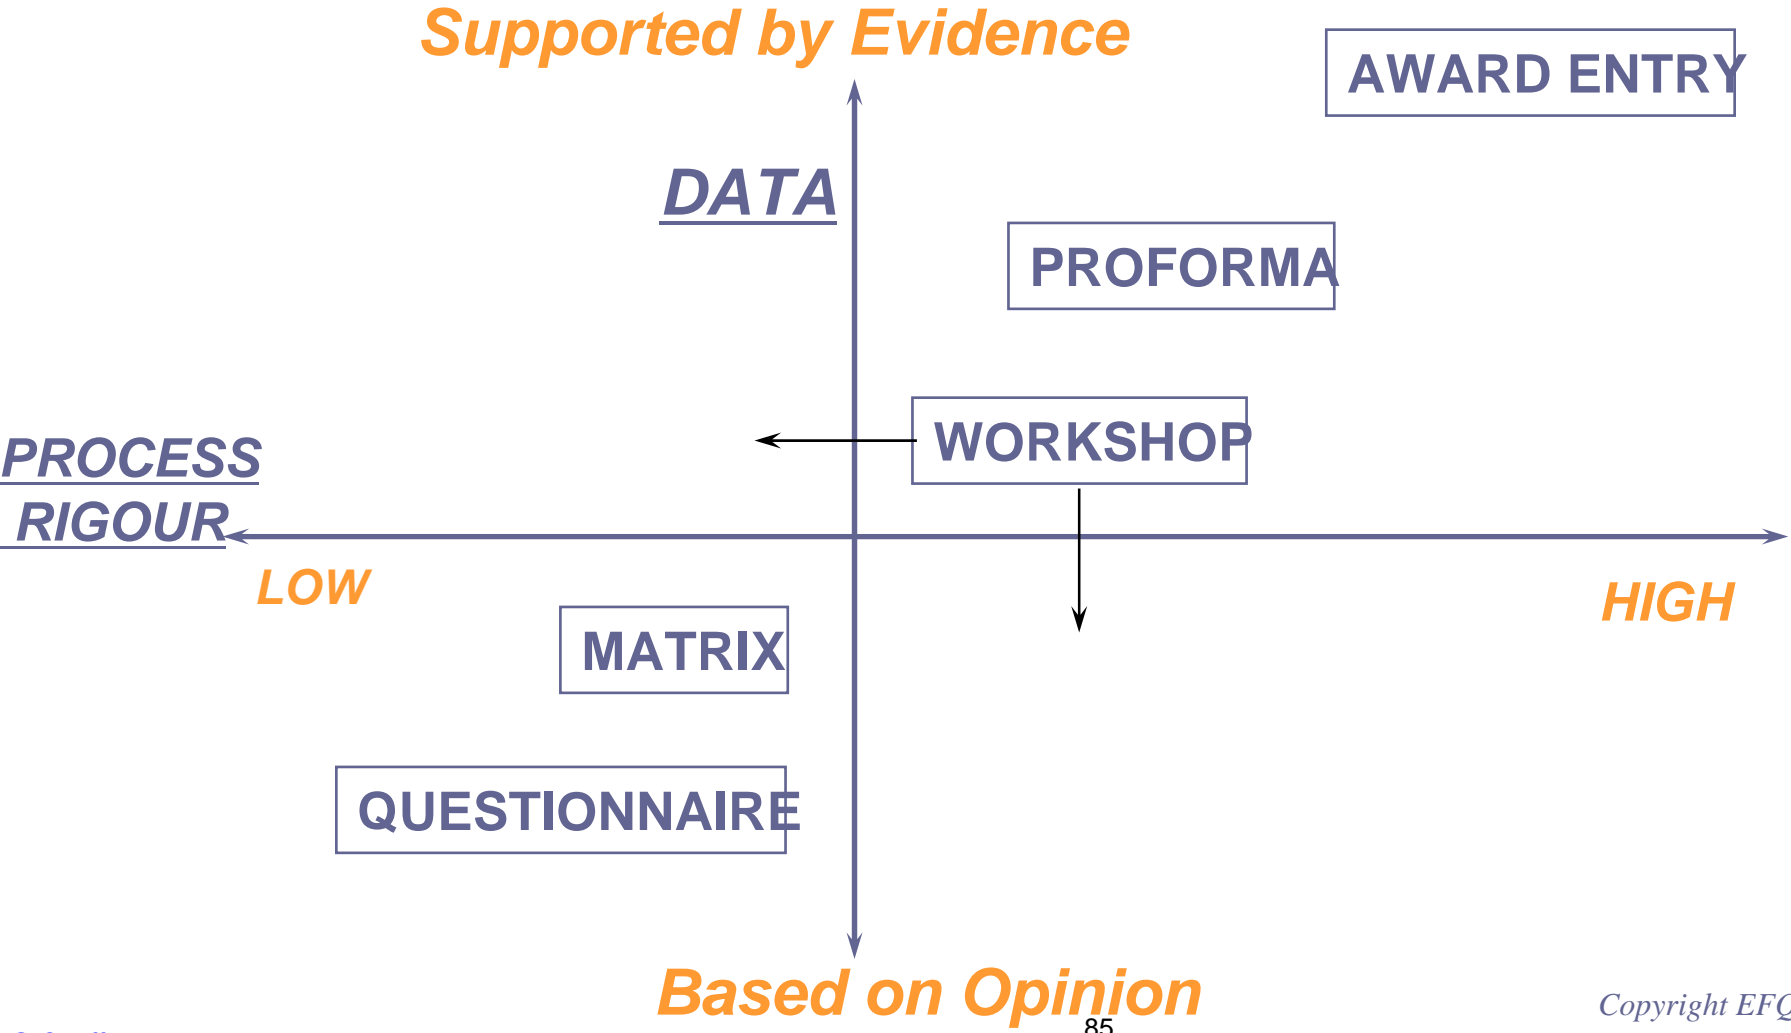 Supported by Evidence
AWARD ENTRY
DATA
PROFORMA
PROCESS
RIGOUR
WORKSHOP
LOW
HIGH
MATRIX
QUESTIONNAIRE
Based on Opinion
85
Copyright EFQ